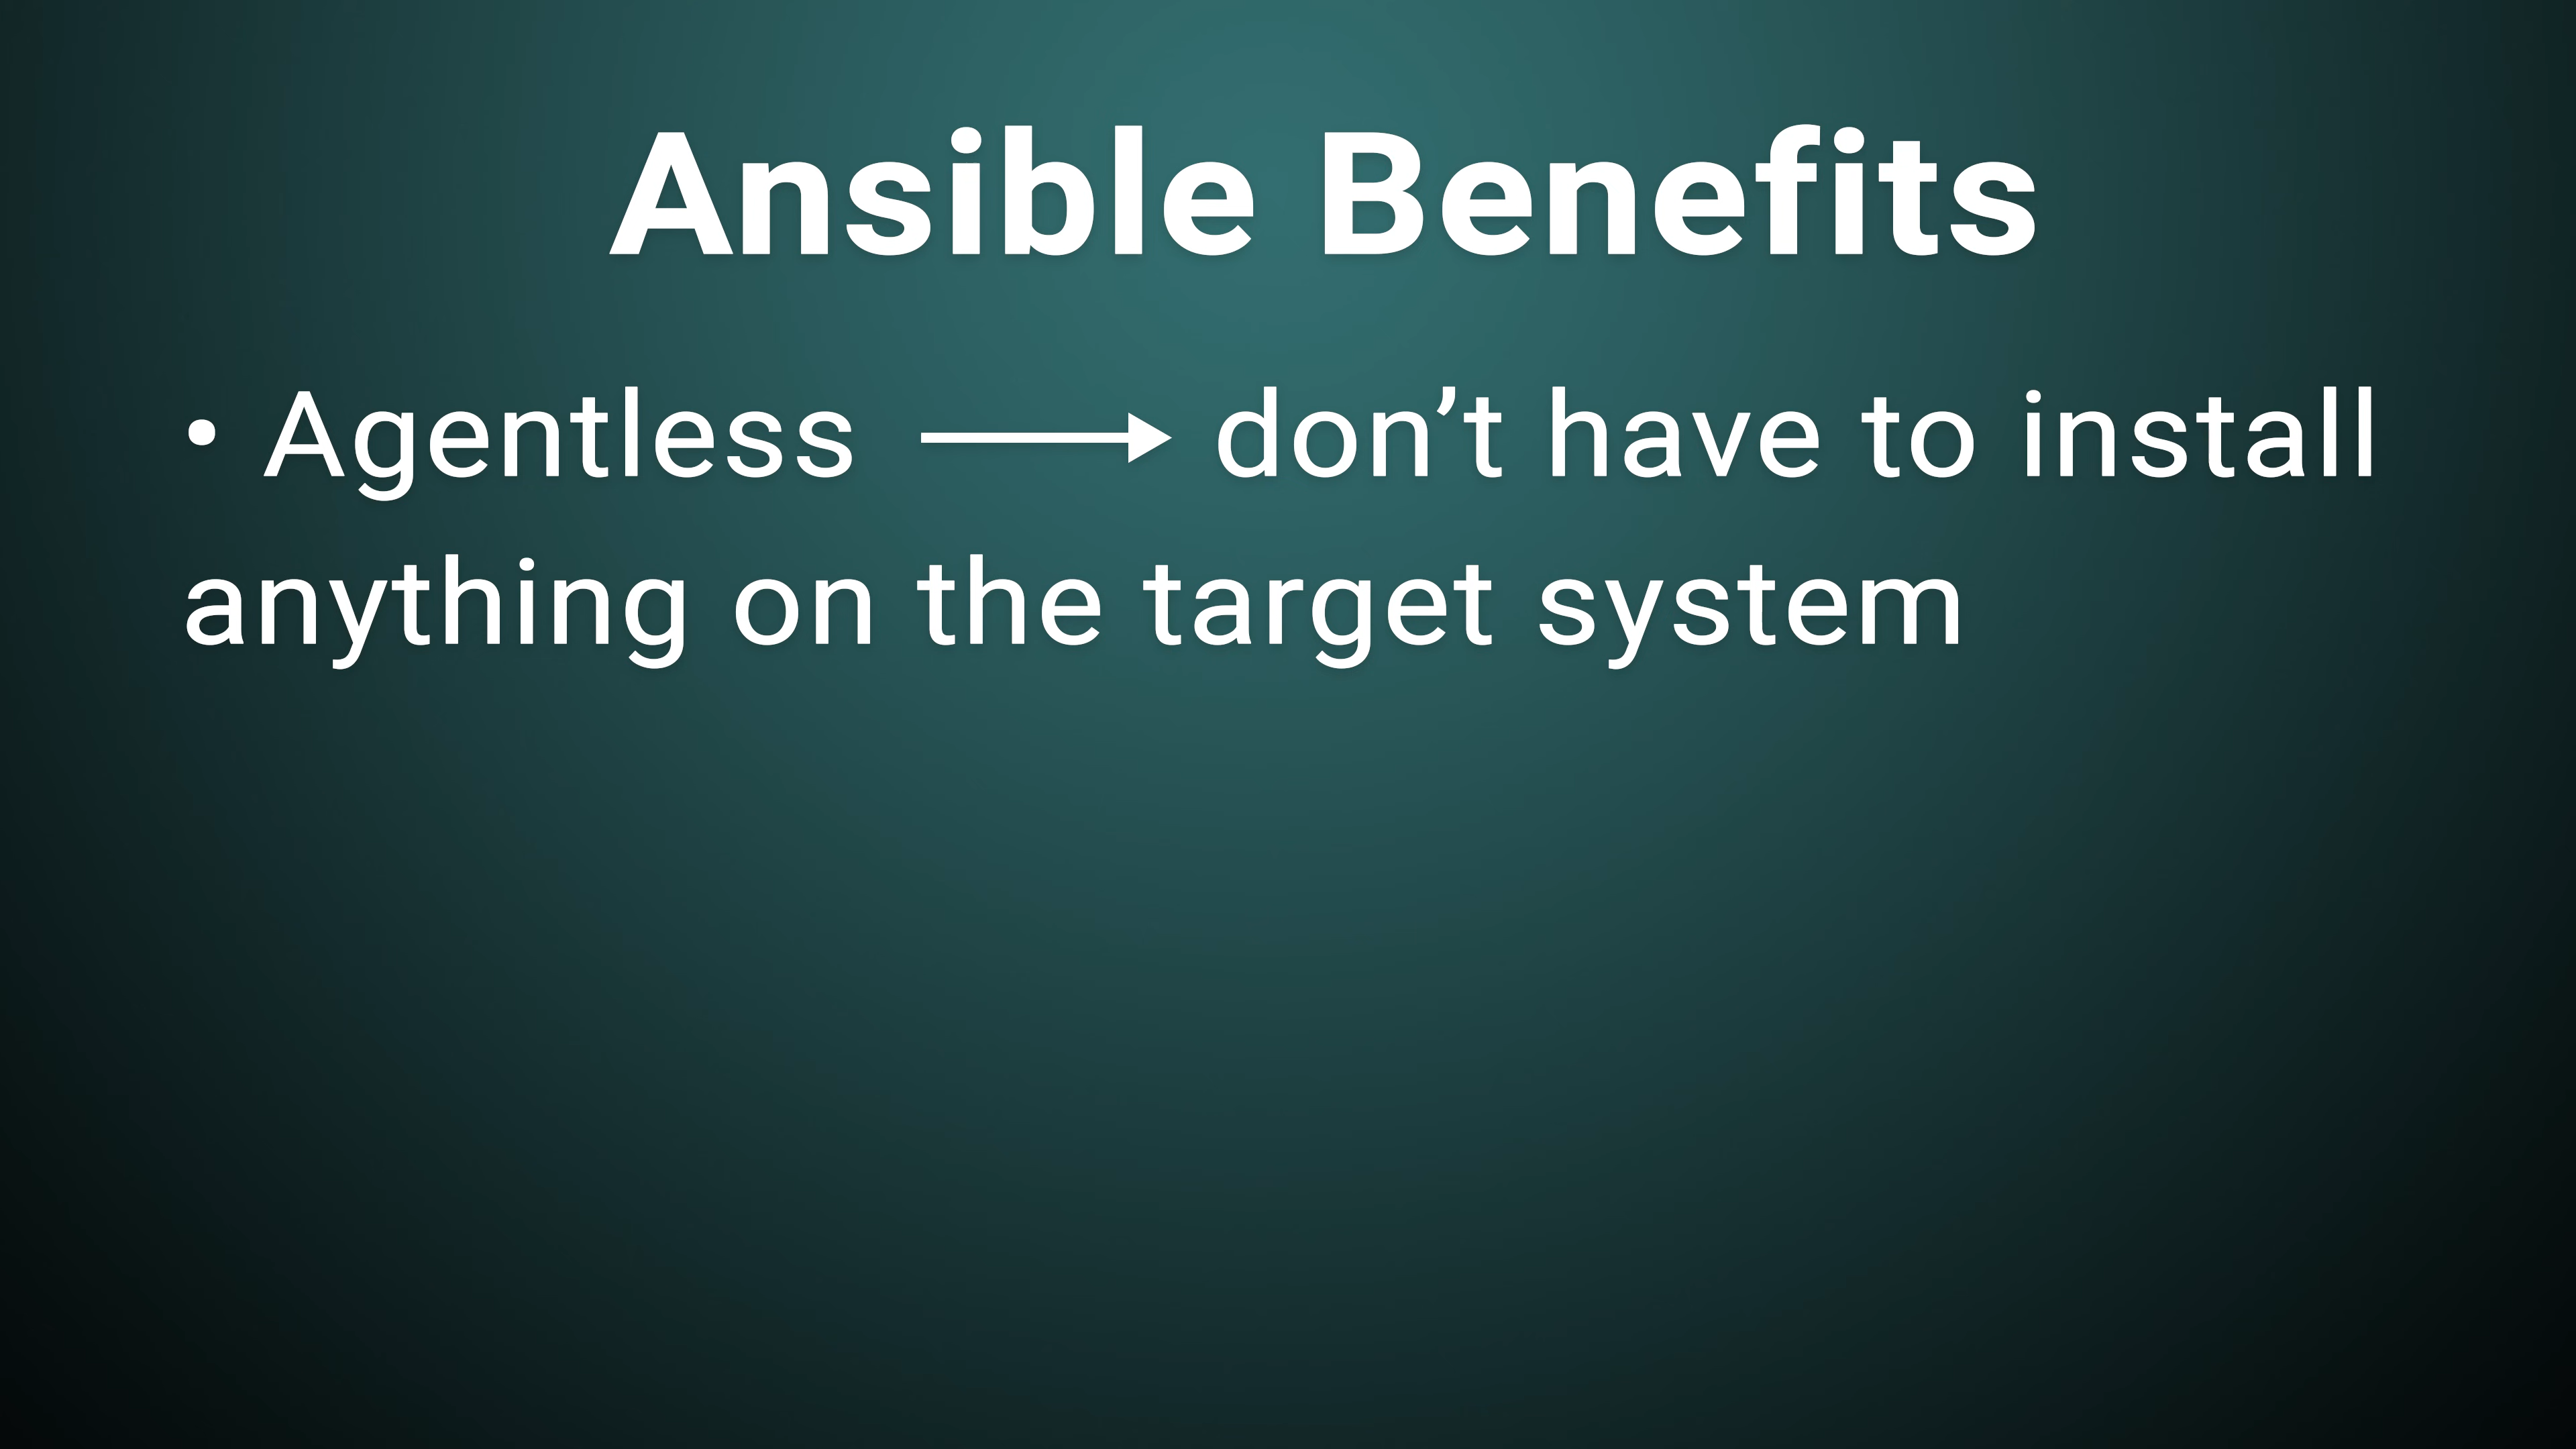 Ansible Benefits
• Agentless → don’t have to install
anything on the target system